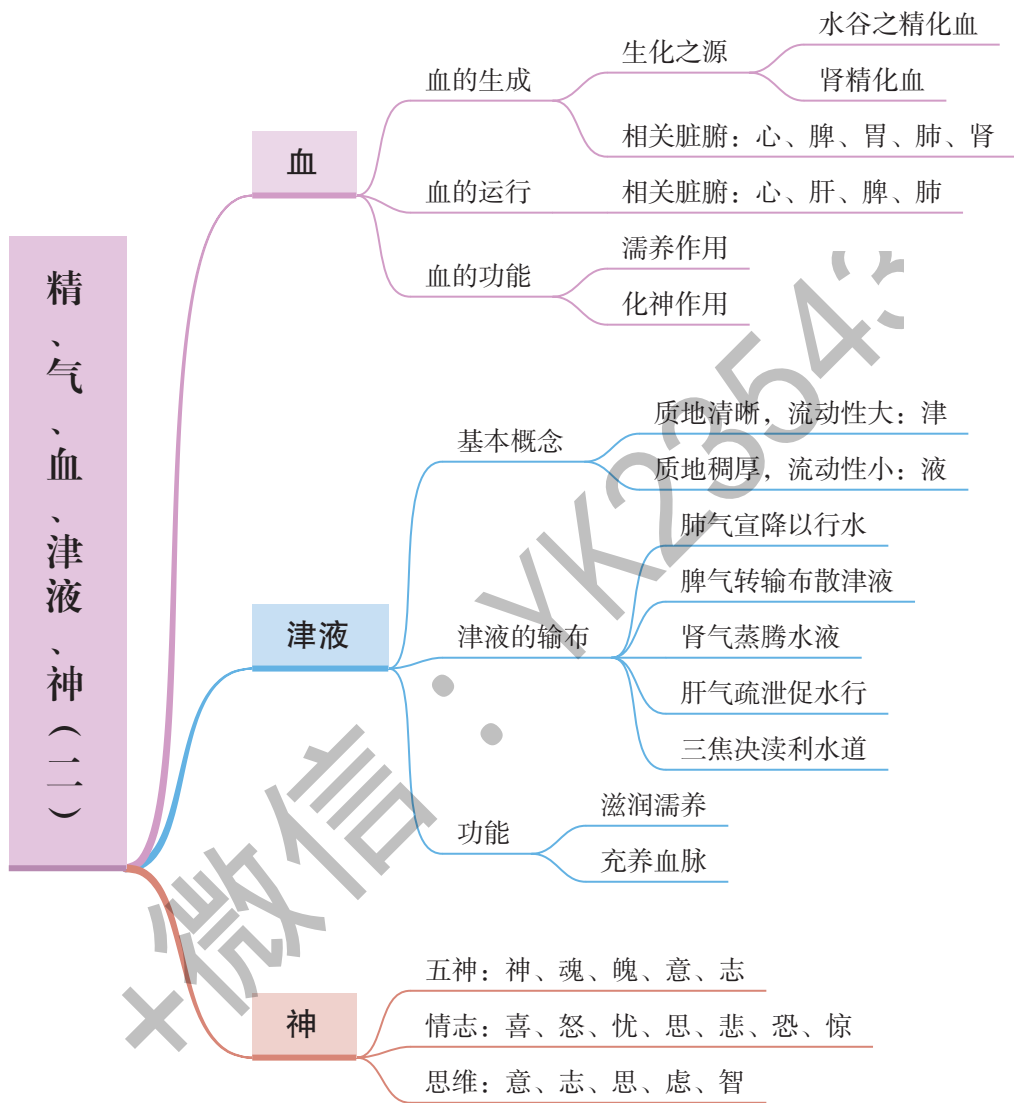 精、气、血、津液、神（二）
血
血的生成
生化之源
水谷之精化血
肾精化血
相关脏腑：心、脾、胃、肺、肾
血的运行
相关脏腑：心、肝、脾、肺
血的功能
濡养作用
化神作用
津液
基本概念
质地清晰，流动性大：津
质地稠厚，流动性小：液
津液的输布
肺气宣降以行水
脾气转输布散津液
肾气蒸腾水液
肝气疏泄促水行
三焦决渎利水道
功能
滋润濡养
充养血脉
神
五神：神、魂、魄、意、志
情志：喜、怒、忧、思、悲、恐、惊
思维：意、志、思、虑、智
+微信：YK23543